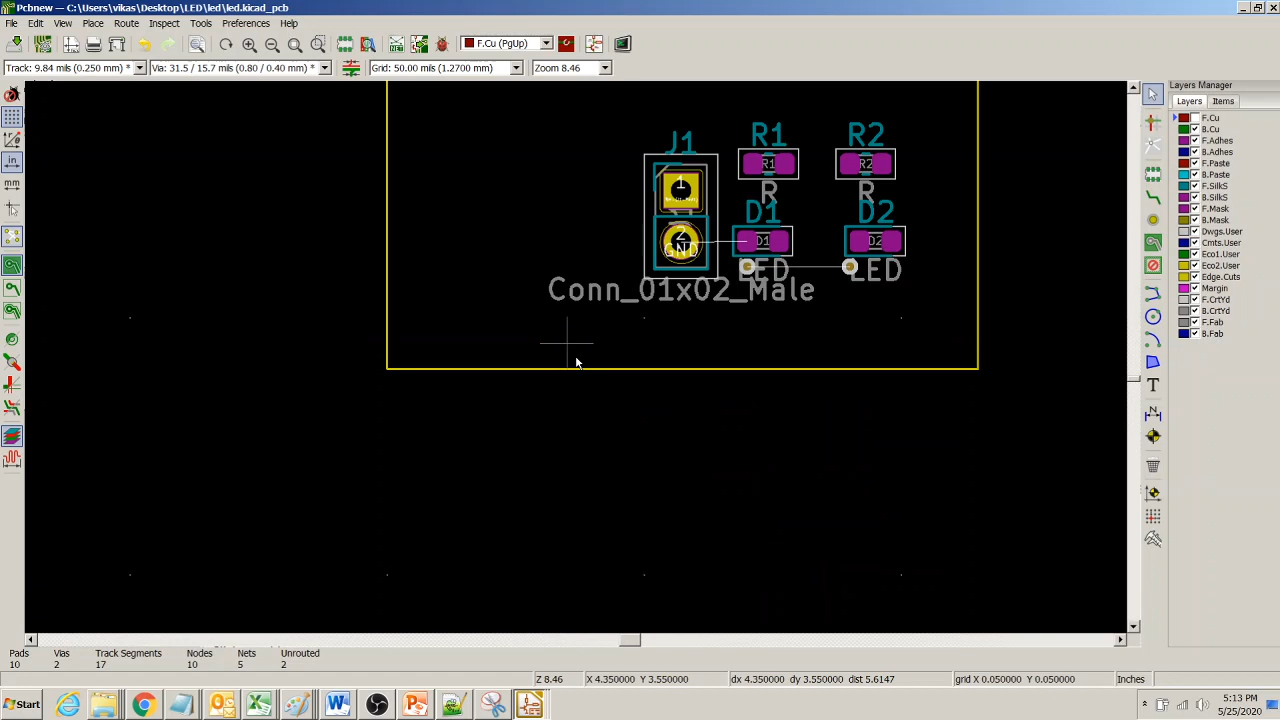 Pcbnew — C:\Users\vikas\Desktop\LED\led\led.kicad_pcb
File Edit View Place Route Inspect Tools Preferences Help
F.Cu (PgUp)
Track: 9.84 mils (0.250 mm) * Via: 31.5 / 15.7 mils (0.80 / 0.40 mm) * Grid: 50.00 mils (1.2700 mm) Zoom 8.46
Layers Manager
Layers Items
F.Cu
B.Cu
F.Adhes
B.Adhes
F.Paste
B.Paste
F.SilkS
B.SilkS
F.Mask
B.Mask
Dwgs.User
Cmts.User
Eco1.User
Eco2.User
Edge.Cuts
Margin
F.CrtYd
B.CrtYd
F.Fab
B.Fab
in
mm
J1 R1 R2
1 R1 R2
R R
D1 D2
2 D1 D2
GND
LED LED
Conn_01x02_Male
T
N
Pads Vias Track Segments Nodes Nets Unrouted
10 2 17 10 5 2
Z 8.46 X 4.350000 Y 3.550000 dx 4.350000 dy 3.550000 dist 5.6147 grid X 0.050000 Y 0.050000 Inches
Start
5:13 PM
5/25/2020